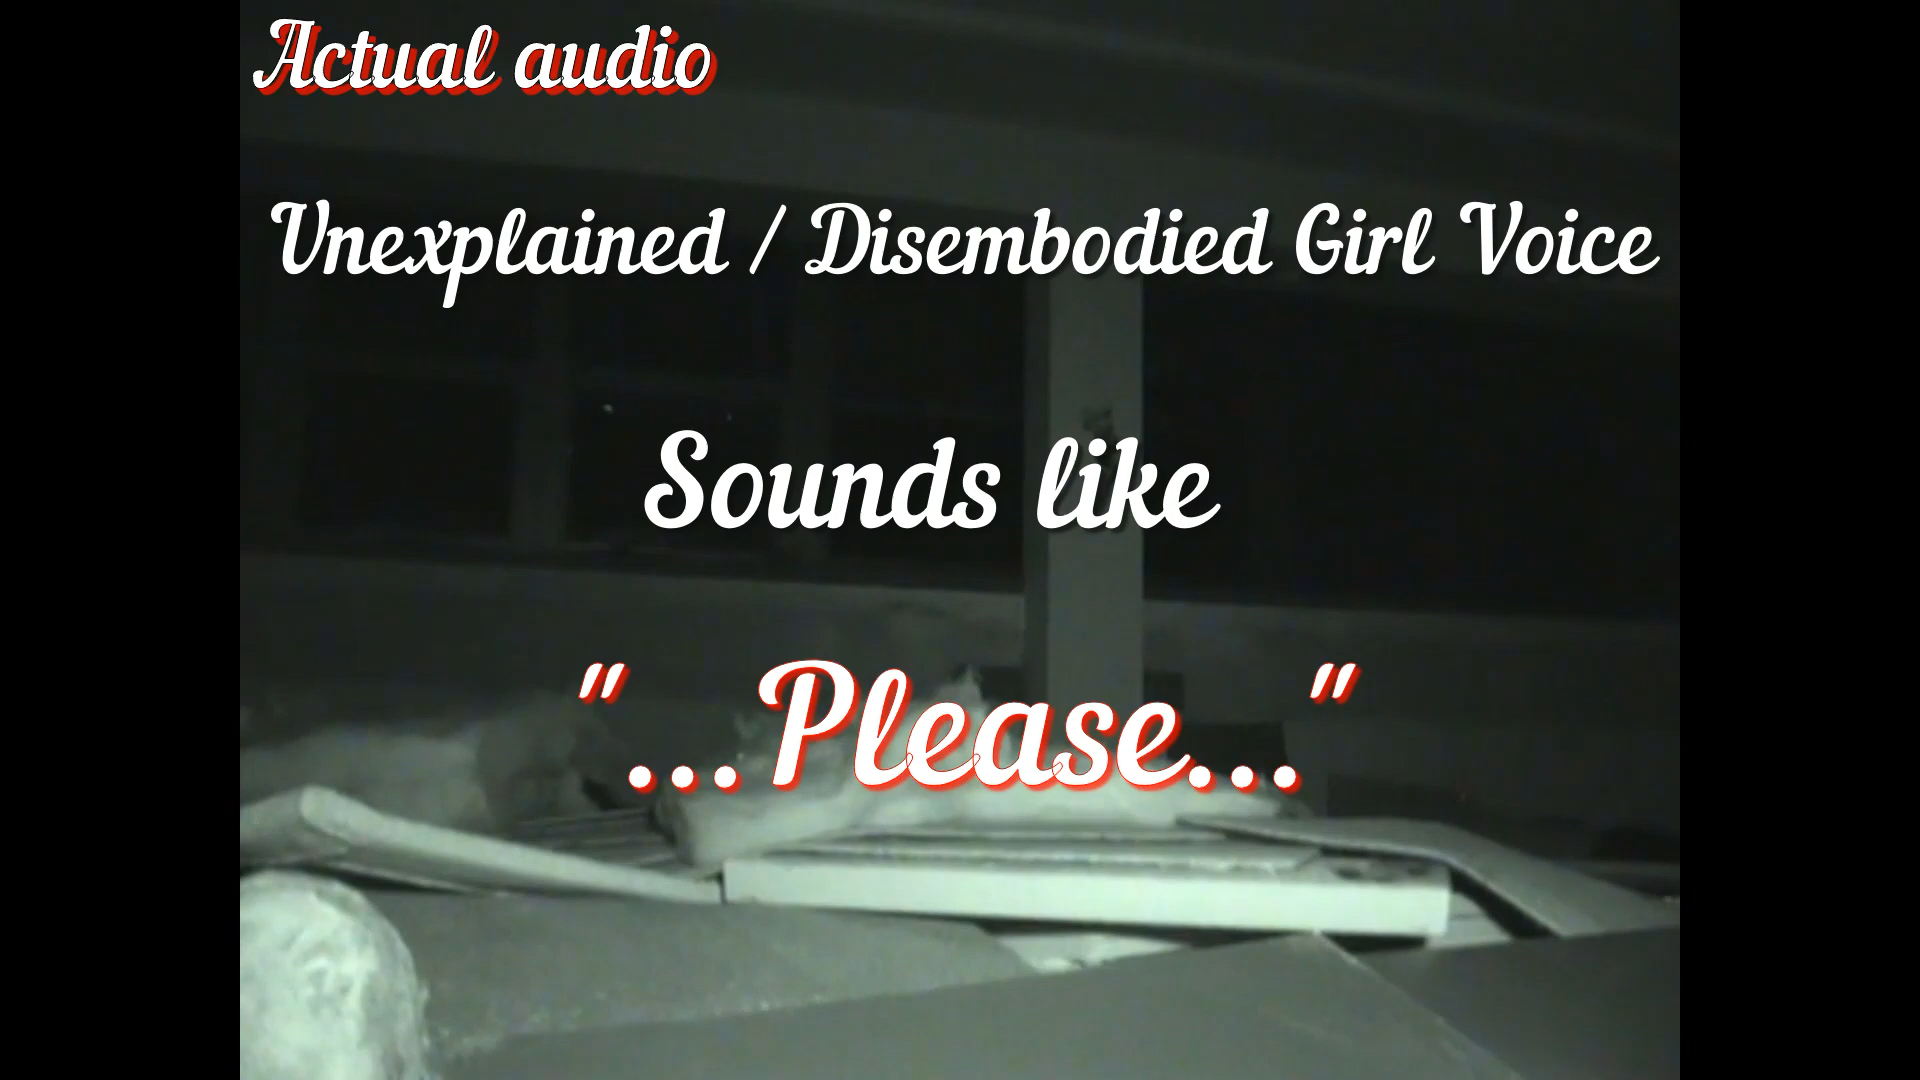 Actual audio
Unexplained / Disembodied Girl Voice
Sounds like
"...Please..."